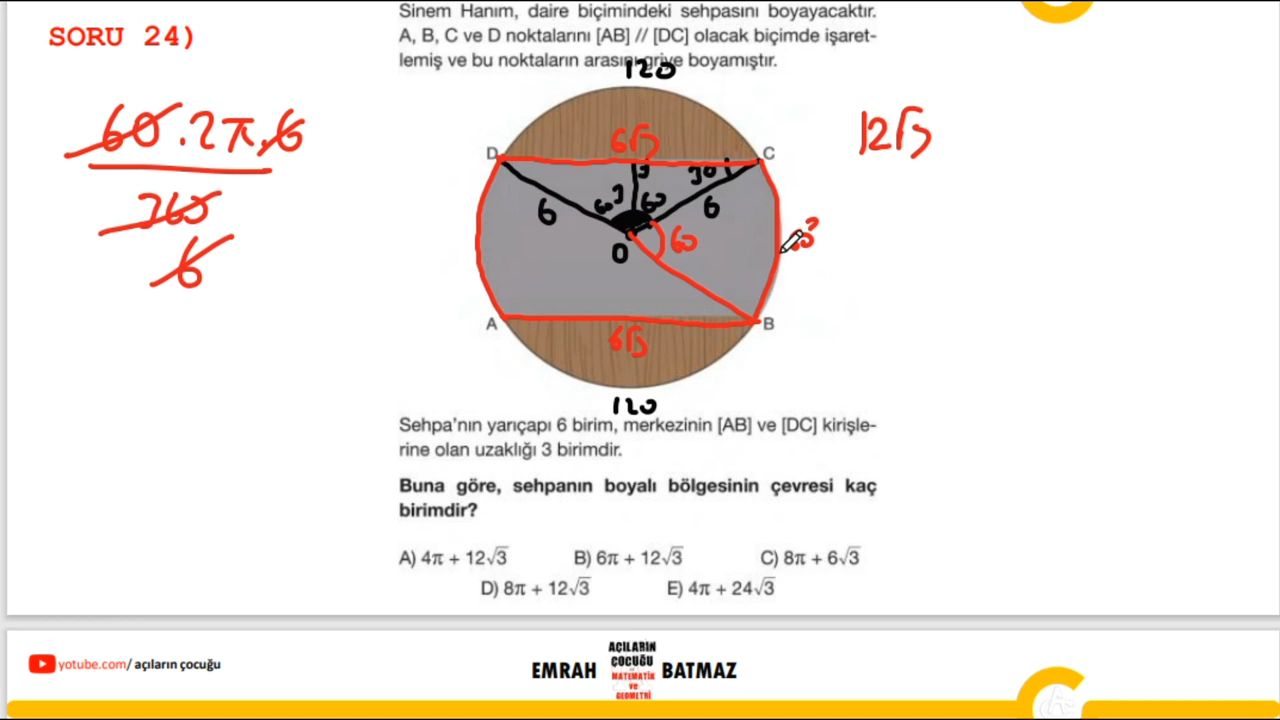 SORU 24)
Sinem Hanım, daire biçimindeki sehpasını boyayacaktır.
A, B, C ve D noktalarını [AB] // [DC] olacak biçimde işaret-
lemiş ve bu noktaların arasını griye boyamıştır.
120
60.2π.6
360
6
12√3
D
6√3
C
3
30
3
60
60
6
6
O
60
A
6√3
B
120
Sehpa'nın yarıçapı 6 birim, merkezinin [AB] ve [DC] kirişle-
rine olan uzaklığı 3 birimdir.
Buna göre, sehpanın boyalı bölgesinin çevresi kaç
birimdir?
A) 4π + 12√3 B) 6π + 12√3 C) 8π + 6√3
D) 8π + 12√3 E) 4π + 24√3
yotube.com/ açıların çocuğu
EMRAH
AÇILARIN
ÇOCUĞU
MATEMATİK
ve
GEOMETRİ
BATMAZ